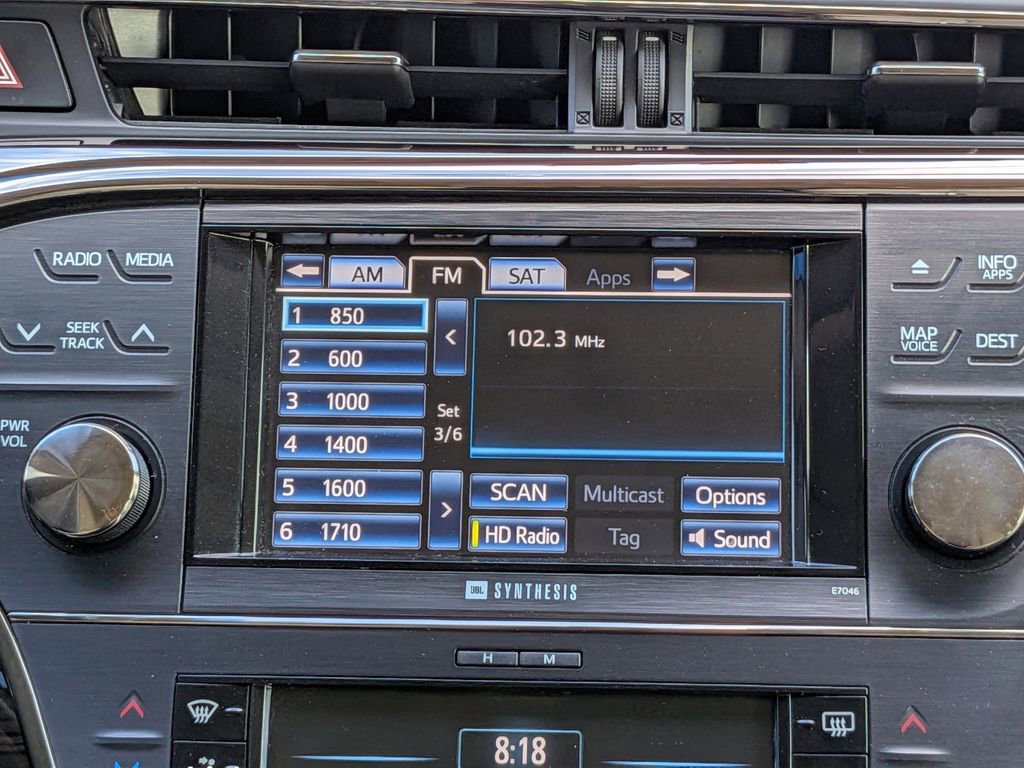 RADIO MEDIA
SEEK
TRACK
PWR
VOL
AM FM SAT Apps
1 850
2 600
3 1000
4 1400
5 1600
6 1710
<
Set
3/6
>
102.3 MHz
SCAN Multicast Options
HD Radio Tag Sound
INFO
APPS
MAP
VOICE
DEST
JBL SYNTHESIS
E7046
H M
8:18